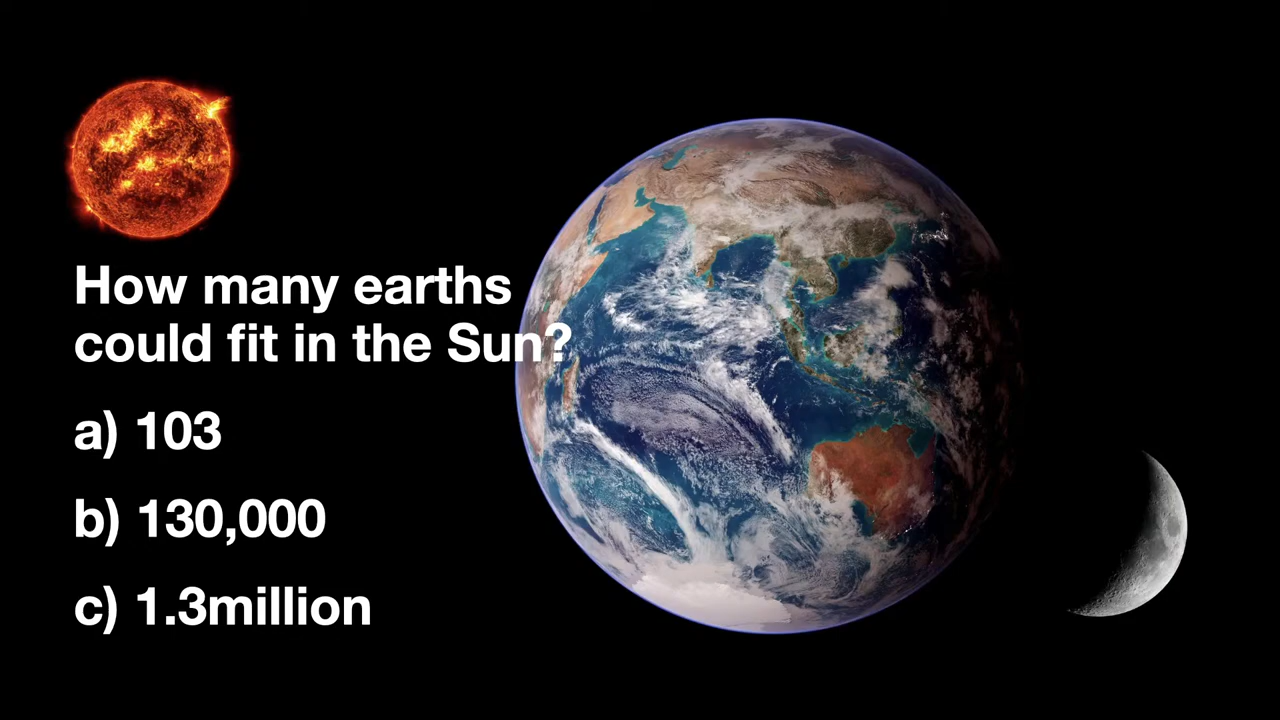 How many earths
could fit in the Sun?
a) 103
b) 130,000
c) 1.3million